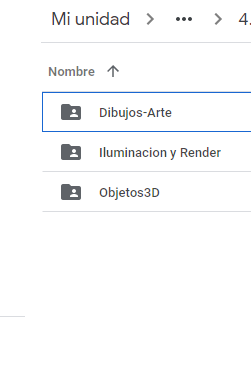 Mi unidad > ••• > 4.
Nombre ↑
Dibujos-Arte
Iluminacion y Render
Objetos3D